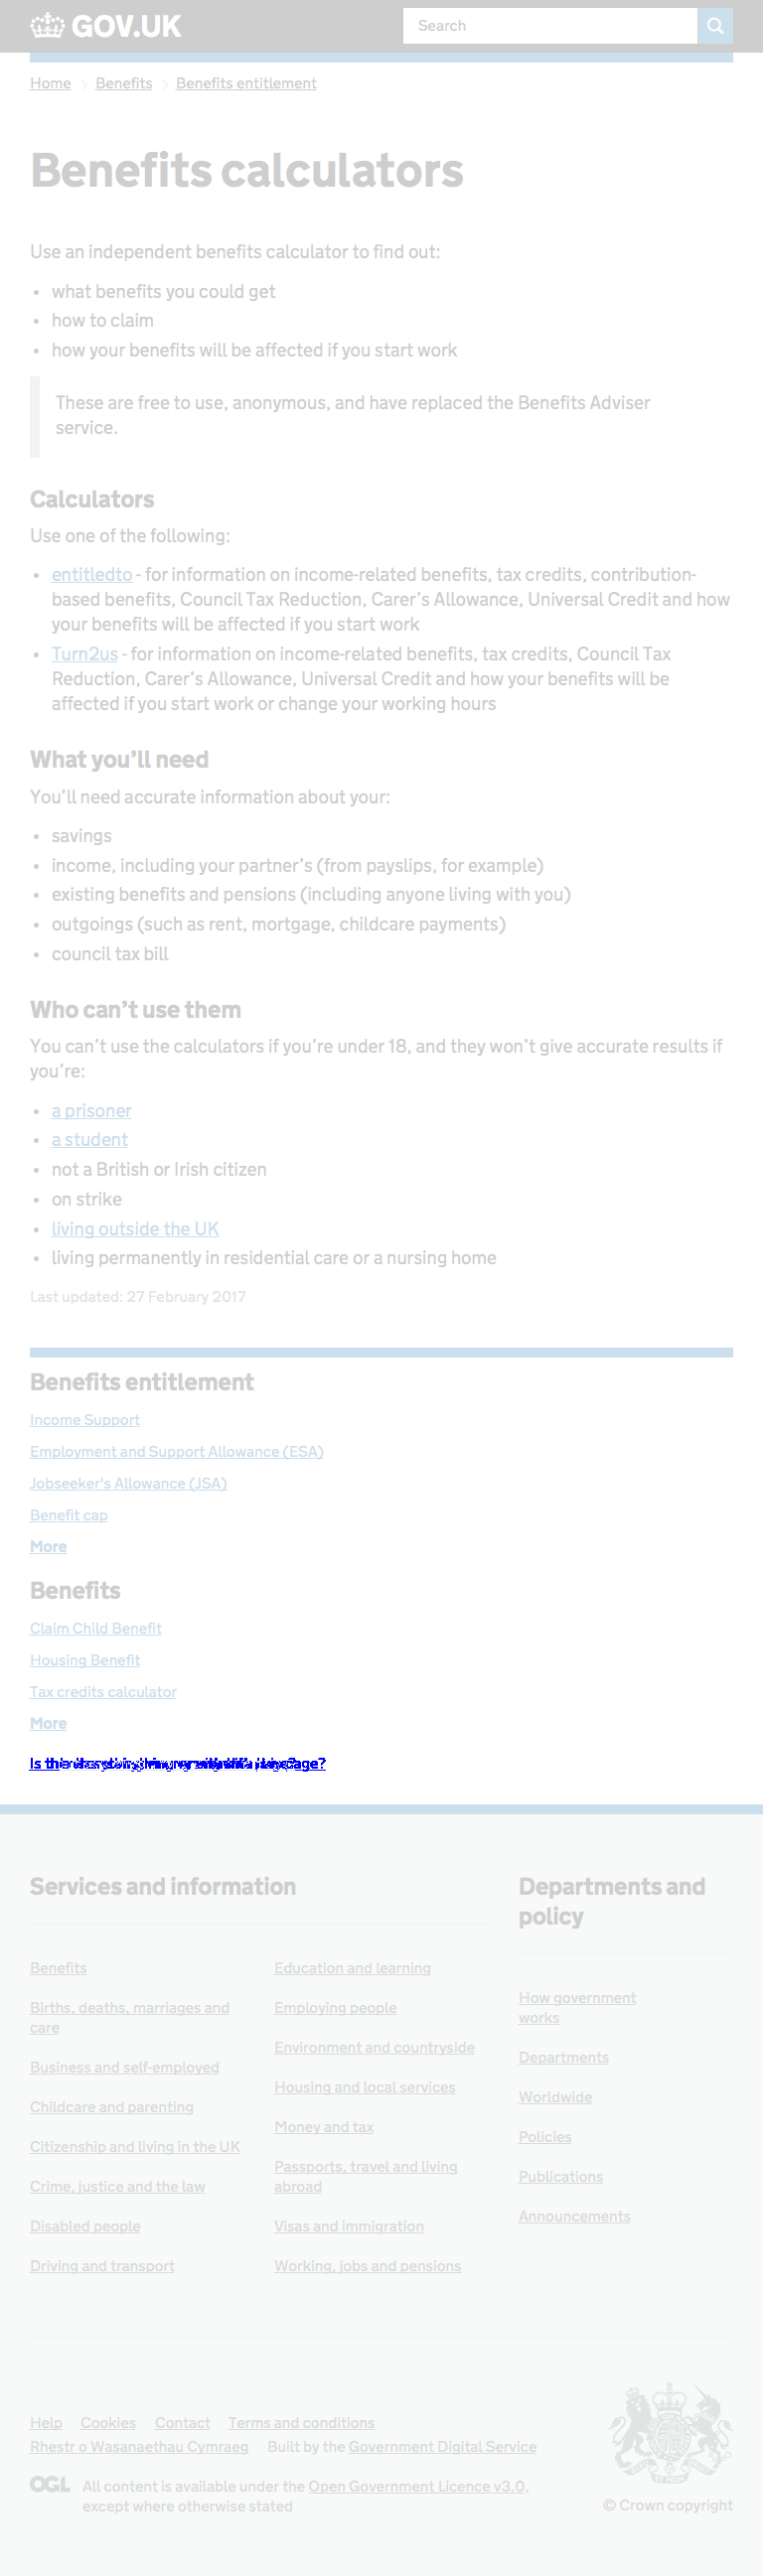 GOV.UK
Search
Home Benefits Benefits entitlement
Benefits calculators
Use an independent benefits calculator to find out:
• what benefits you could get
• how to claim
• how your benefits will be affected if you start work
These are free to use, anonymous, and have replaced the Benefits Adviser
service.
Calculators
Use one of the following:
• entitledto - for information on income-related benefits, tax credits, contribution-
based benefits, Council Tax Reduction, Carer’s Allowance, Universal Credit and how
your benefits will be affected if you start work
• Turn2us - for information on income-related benefits, tax credits, Council Tax
Reduction, Carer’s Allowance, Universal Credit and how your benefits will be
affected if you start work or change your working hours
What you’ll need
You’ll need accurate information about your:
• savings
• income, including your partner’s (from payslips, for example)
• existing benefits and pensions (including anyone living with you)
• outgoings (such as rent, mortgage, childcare payments)
• council tax bill
Who can’t use them
You can’t use the calculators if you’re under 18, and they won’t give accurate results if
you’re:
• a prisoner
• a student
• not a British or Irish citizen
• on strike
• living outside the UK
• living permanently in residential care or a nursing home
Last updated: 27 February 2017
Benefits entitlement
Income Support
Employment and Support Allowance (ESA)
Jobseeker's Allowance (JSA)
Benefit cap
More
Benefits
Claim Child Benefit
Housing Benefit
Tax credits calculator
More
Is
Services and information
Benefits
Births, deaths, marriages and
care
Business and self-employed
Childcare and parenting
Citizenship and living in the UK
Crime, justice and the law
Disabled people
Driving and transport
Education and learning
Employing people
Environment and countryside
Housing and local services
Money and tax
Passports, travel and living
abroad
Visas and immigration
Working, jobs and pensions
Departments and
policy
How government
works
Departments
Worldwide
Policies
Publications
Announcements
Help Cookies Contact Terms and conditions
Rhestr o Wasanaethau Cymraeg Built by the Government Digital Service
OGL All content is available under the Open Government Licence v3.0,
except where otherwise stated
© Crown copyright